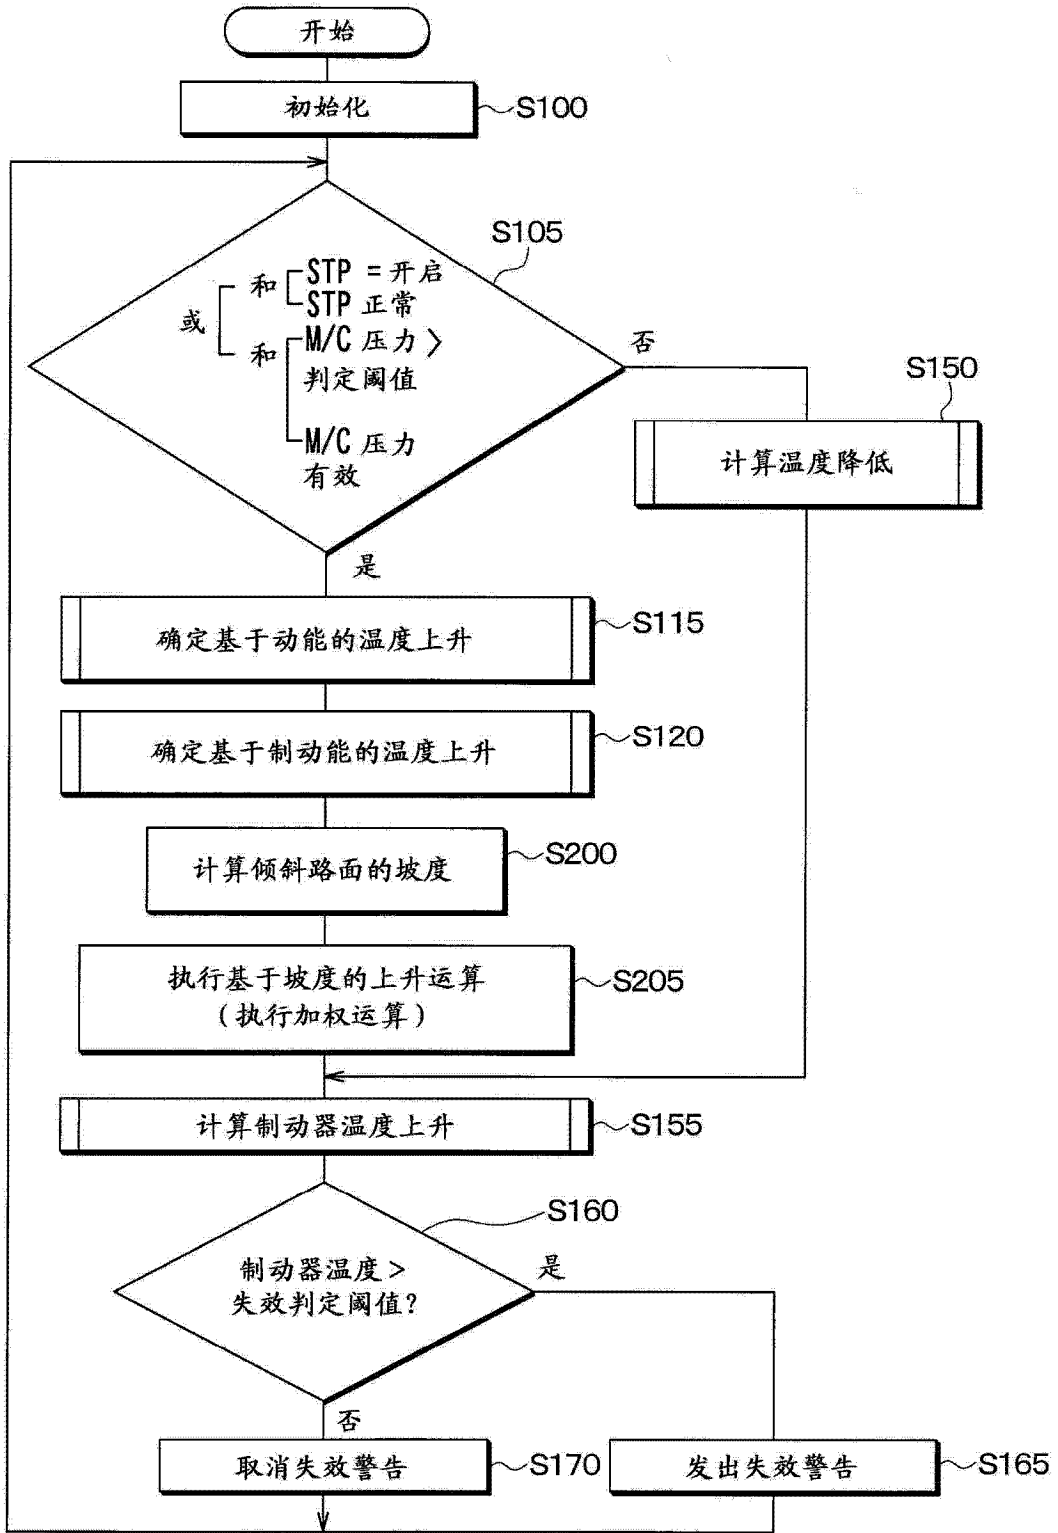 开始
初始化
S100
S105
和
STP = 开启
或
STP 正常
和
M/C 压力 >
判定阈值
M/C 压力
有效
否
S150
计算温度降低
是
确定基于动能的温度上升
S115
确定基于制动能的温度上升
S120
计算倾斜路面的坡度
S200
执行基于坡度的上升运算
(执行加权运算)
S205
计算制动器温度上升
S155
S160
制动器温度>
失效判定阈值?
是
否
取消失效警告
S170
发出失效警告
S165